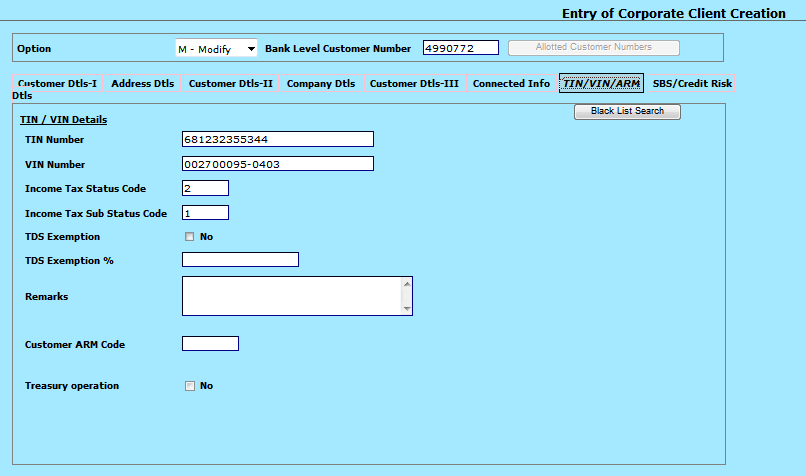 Entry of Corporate Client Creation
Option M - Modify Bank Level Customer Number 4990772 Allotted Customer Numbers
Customer Dtls-I Address Dtls Customer Dtls-II Company Dtls Customer Dtls-III Connected Info TIN/VIN/ARM SBS/Credit Risk
Dtls
Black List Search
TIN / VIN Details
TIN Number 681232355344
VIN Number 002700095-0403
Income Tax Status Code 2
Income Tax Sub Status Code 1
TDS Exemption No
TDS Exemption %
Remarks
Customer ARM Code
Treasury operation No